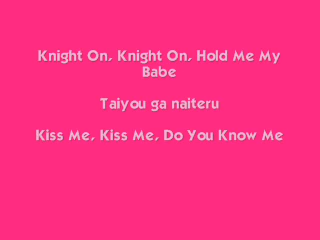 Knight On, Knight On, Hold Me My
Babe
Taiyou ga naiteru
Kiss Me, Kiss Me, Do You Know Me